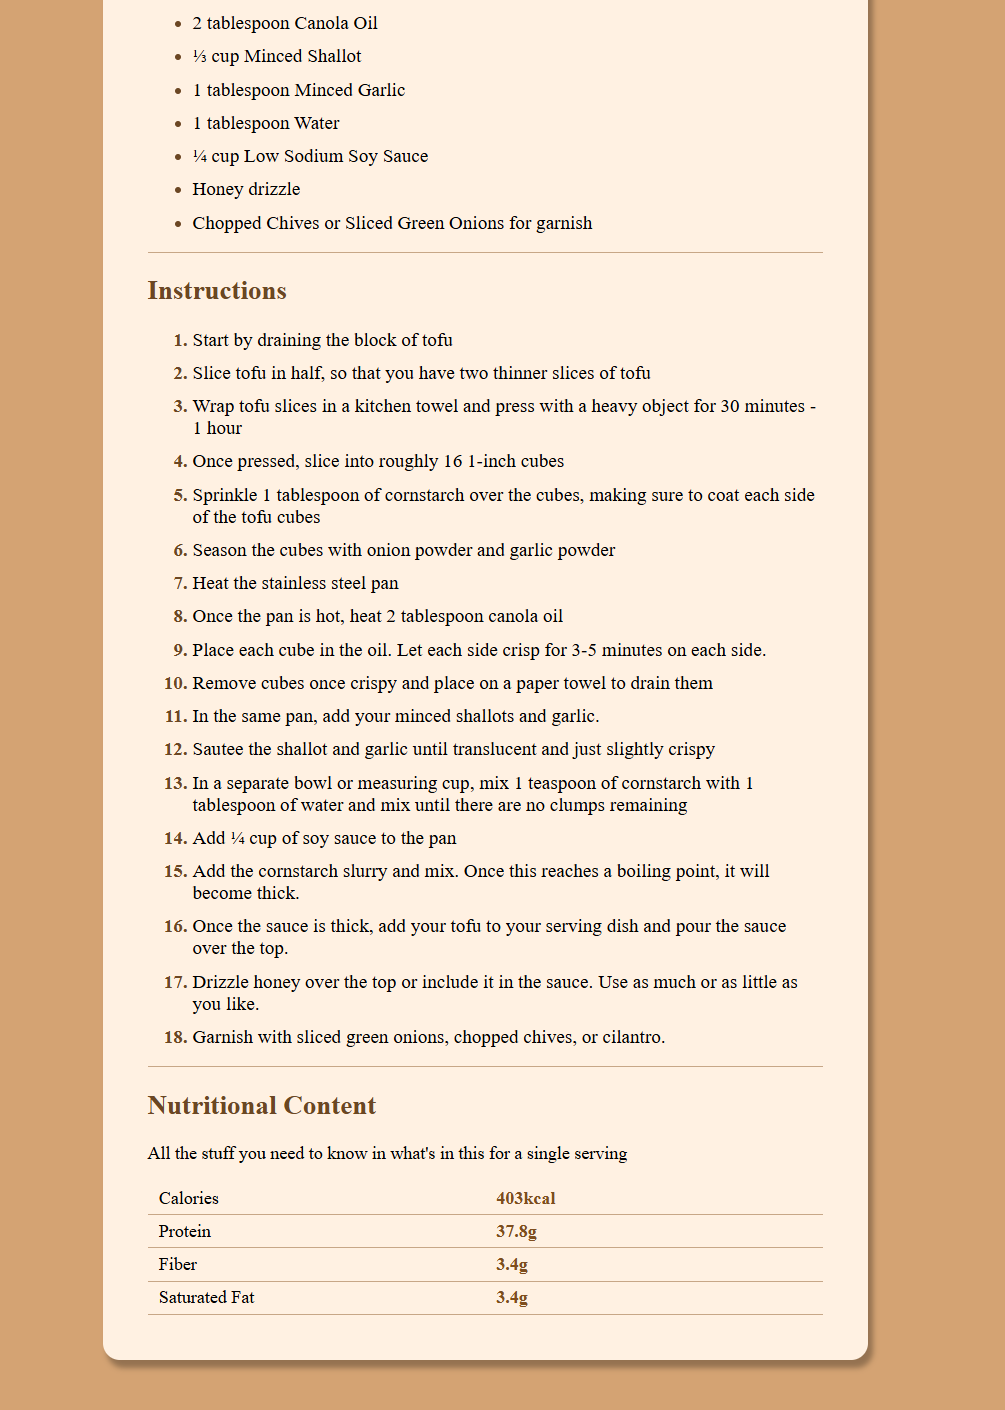 • 2 tablespoon Canola Oil
• ⅓ cup Minced Shallot
• 1 tablespoon Minced Garlic
• 1 tablespoon Water
• ¼ cup Low Sodium Soy Sauce
• Honey drizzle
• Chopped Chives or Sliced Green Onions for garnish
Instructions
1. Start by draining the block of tofu
2. Slice tofu in half, so that you have two thinner slices of tofu
3. Wrap tofu slices in a kitchen towel and press with a heavy object for 30 minutes -
1 hour
4. Once pressed, slice into roughly 16 1-inch cubes
5. Sprinkle 1 tablespoon of cornstarch over the cubes, making sure to coat each side
of the tofu cubes
6. Season the cubes with onion powder and garlic powder
7. Heat the stainless steel pan
8. Once the pan is hot, heat 2 tablespoon canola oil
9. Place each cube in the oil. Let each side crisp for 3-5 minutes on each side.
10. Remove cubes once crispy and place on a paper towel to drain them
11. In the same pan, add your minced shallots and garlic.
12. Sautee the shallot and garlic until translucent and just slightly crispy
13. In a separate bowl or measuring cup, mix 1 teaspoon of cornstarch with 1
tablespoon of water and mix until there are no clumps remaining
14. Add ¼ cup of soy sauce to the pan
15. Add the cornstarch slurry and mix. Once this reaches a boiling point, it will
become thick.
16. Once the sauce is thick, add your tofu to your serving dish and pour the sauce
over the top.
17. Drizzle honey over the top or include it in the sauce. Use as much or as little as
you like.
18. Garnish with sliced green onions, chopped chives, or cilantro.
Nutritional Content
All the stuff you need to know in what's in this for a single serving
Calories 403kcal
Protein 37.8g
Fiber 3.4g
Saturated Fat 3.4g